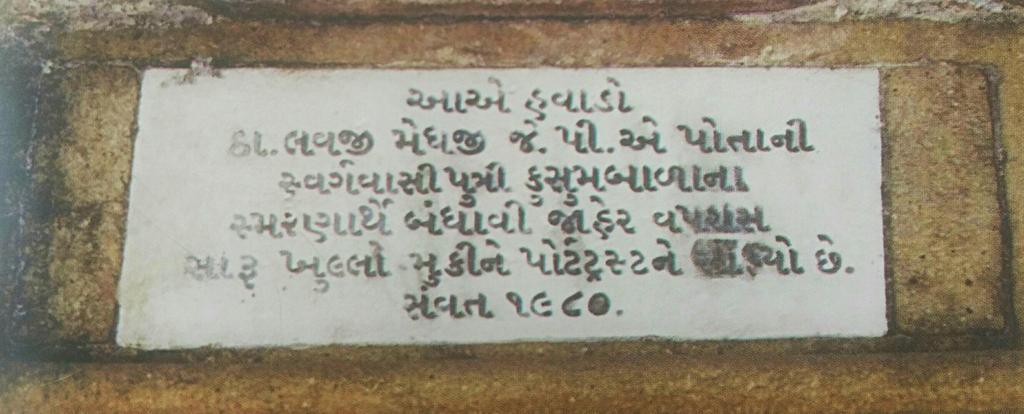 આએ હવાડો
ઠા. લવજી મેઘજી જે. પી. એ પોતાની
સ્વર્ગવાસી પુત્રી કુસુમબાળાના
સ્મરણાર્થે બંધાવી જાહેર વપરાસ
સારૂ ખુલ્લો મુકીને પોર્ટટ્રસ્ટને છે.
સંવત ૧૯૮૦.